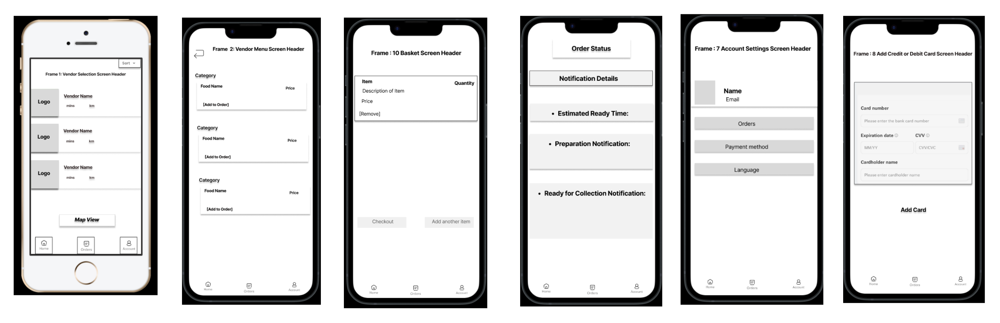 Sort
Frame 1: Vendor Selection Screen Header
Logo
Vendor Name
mins km
Logo
Vendor Name
mins km
Logo
Vendor Name
mins km
Map View
Home Orders Account
Frame 2: Vendor Menu Screen Header
Category
Food Name
Price
[Add to Order]
Category
Food Name
Price
[Add to Order]
Category
Food Name
Price
[Add to Order]
Home Orders Account
Frame : 10 Basket Screen Header
Item
Quantity
Description of Item
Price
[Remove]
Checkout Add another item
Home Orders Account
Order Status
Notification Details
• Estimated Ready Time:
• Preparation Notification:
• Ready for Collection Notification:
Home Orders Account
Frame : 7 Account Settings Screen Header
Name
Email
Orders
Payment method
Language
Home Orders Account
Frame : 8 Add Credit or Debit Card Screen Header
Card number
Please enter the bank card number
Expiration date CVV
MM/YY CVV/CVC
Cardholder name
Please enter cardholder name
Add Card
Home Orders Account